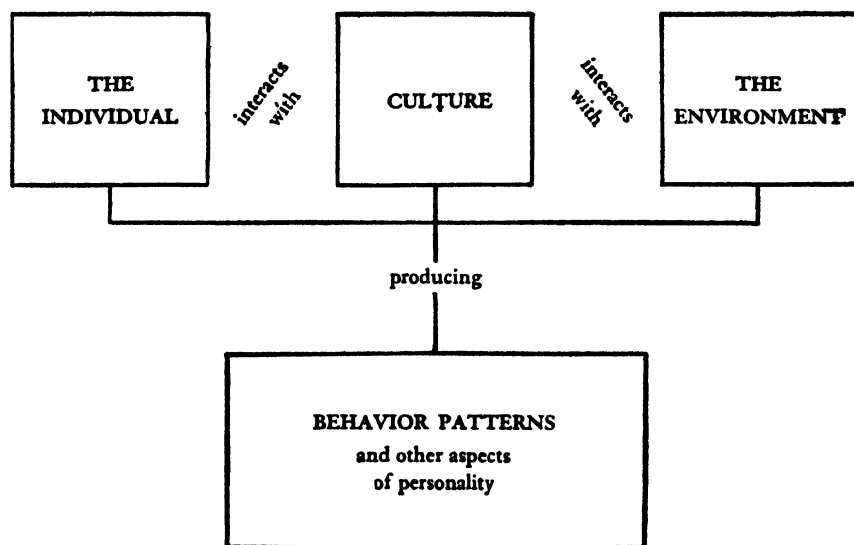 THE
INDIVIDUAL
interacts
with
CULTURE
interacts
with
THE
ENVIRONMENT
producing
BEHAVIOR PATTERNS
and other aspects
of personality